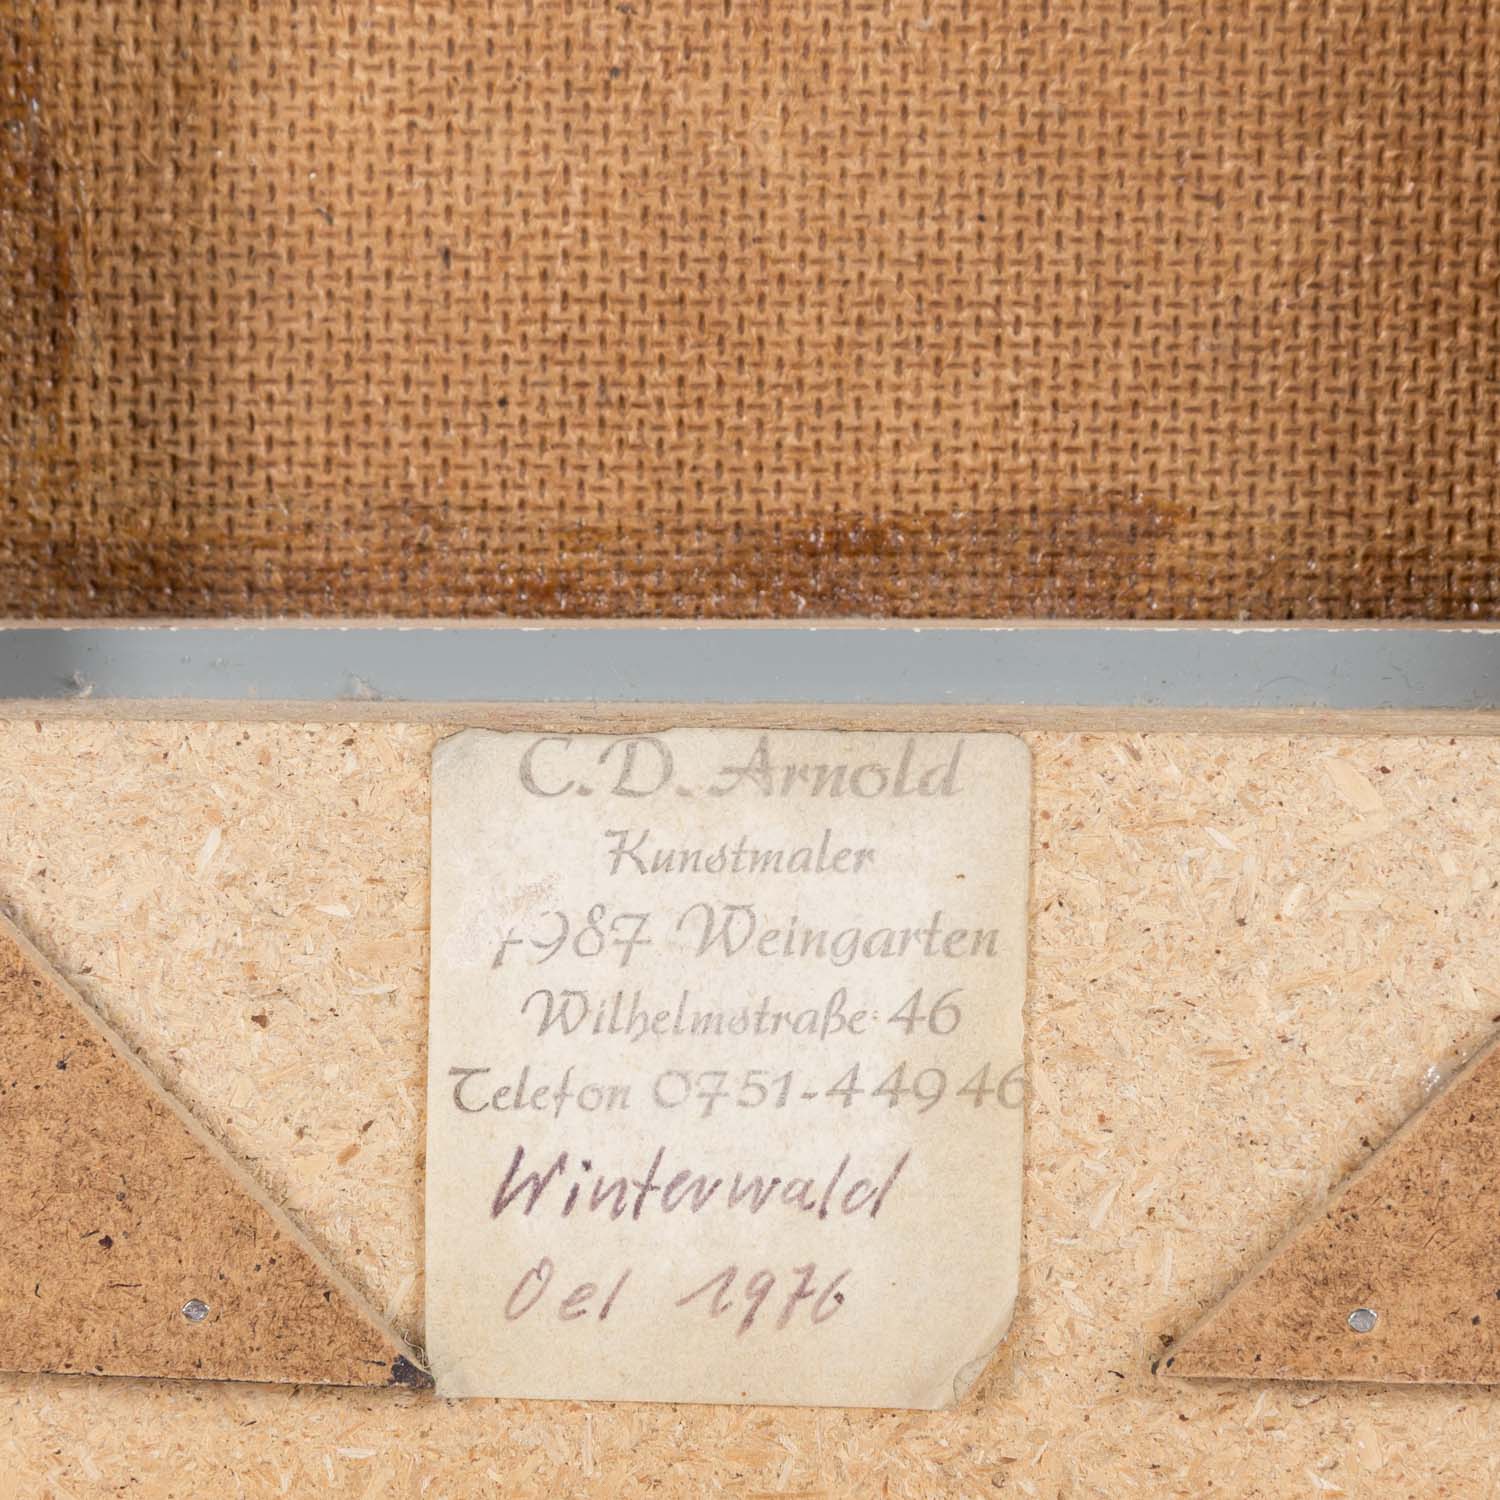 C.D. Arnold
Kunstmaler
7987 Weingarten
Wilhelmstraße 46
Telefon 0751-44946
Winterwald
Oel 1976